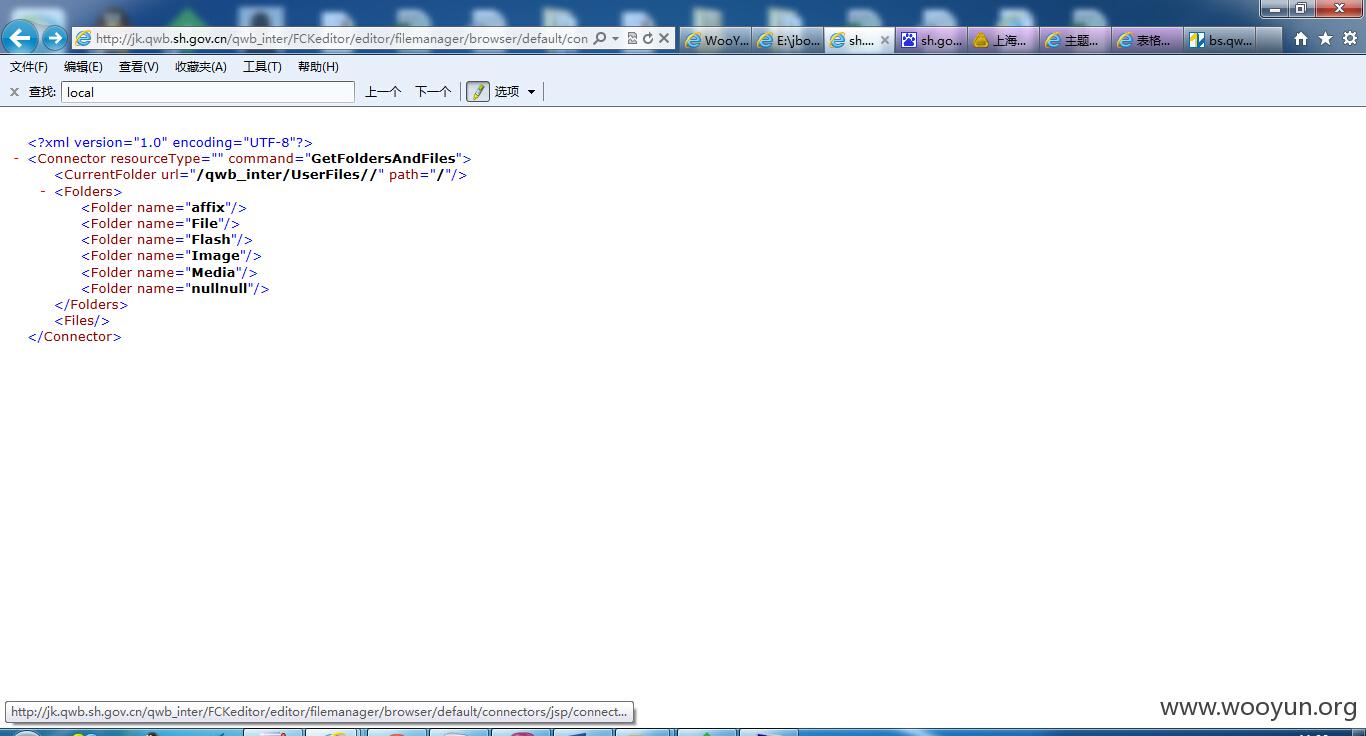 http://jk.qwb.sh.gov.cn/qwb_inter/FCKeditor/editor/filemanager/browser/default/con
WooY... E:\jbo... sh.... sh.go... 上海... 主题... 表格... bs.qw...
文件(F) 编辑(E) 查看(V) 收藏夹(A) 工具(T) 帮助(H)
x 查找: local 上一个 下一个 选项
<?xml version="1.0" encoding="UTF-8"?>
- <Connector resourceType="" command="GetFoldersAndFiles">
<CurrentFolder url="/qwb_inter/UserFiles//" path="/"/>
- <Folders>
<Folder name="affix"/>
<Folder name="File"/>
<Folder name="Flash"/>
<Folder name="Image"/>
<Folder name="Media"/>
<Folder name="nullnull"/>
</Folders>
<Files/>
</Connector>
http://jk.qwb.sh.gov.cn/qwb_inter/FCKeditor/editor/filemanager/browser/default/connectors/jsp/connect...
www.wooyun.org